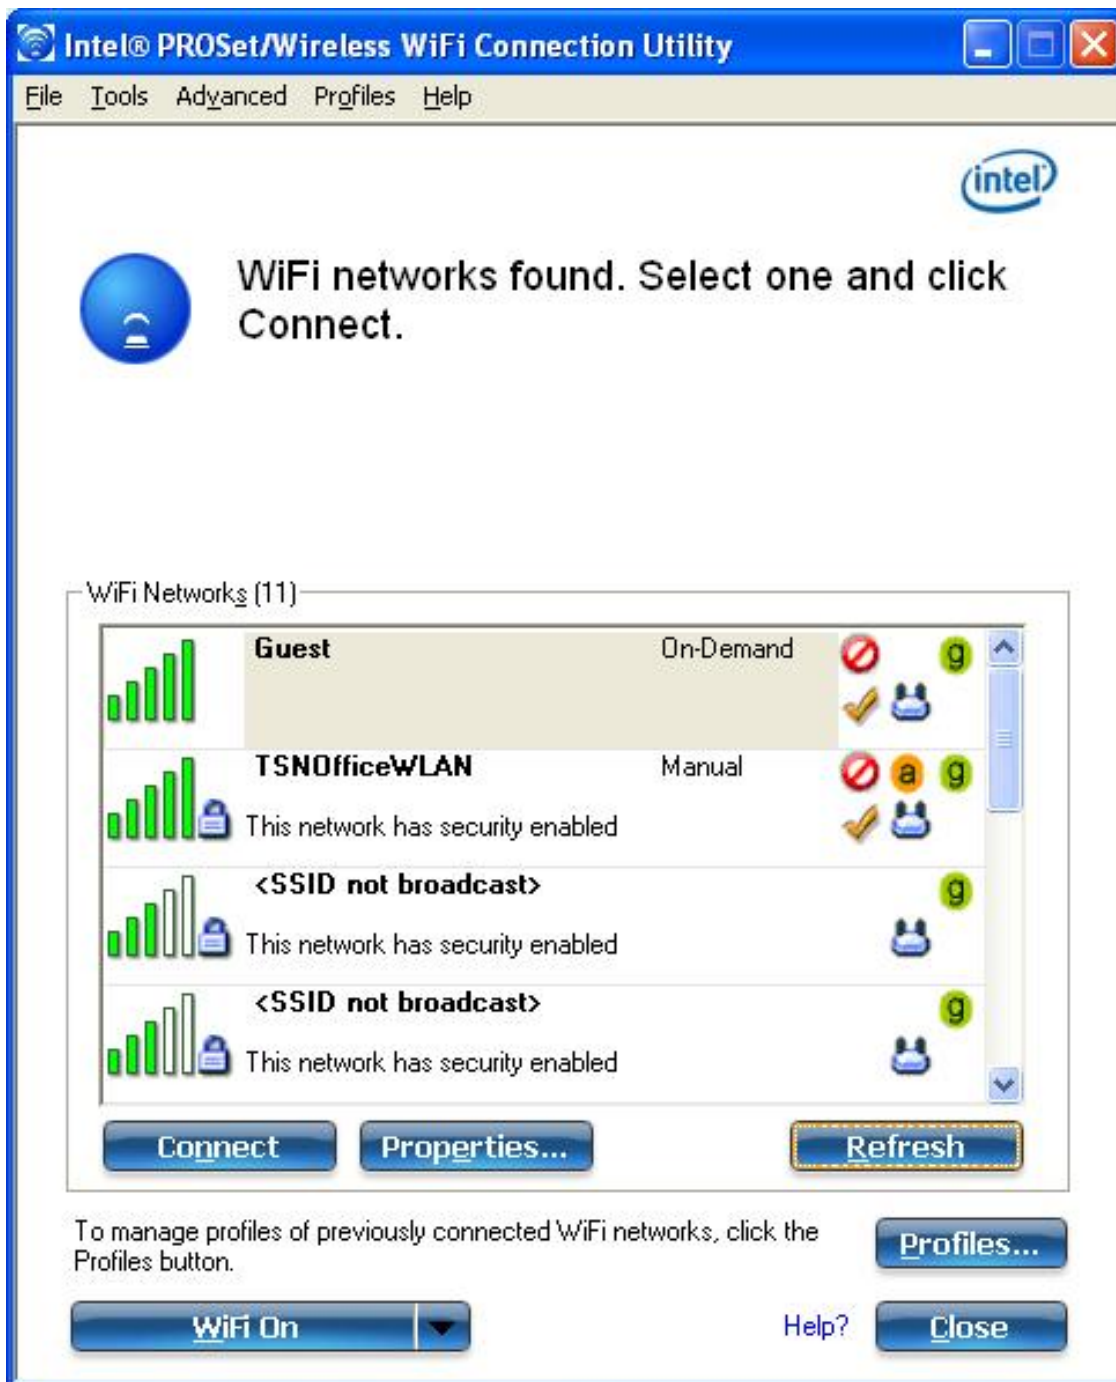 Intel® PROSet/Wireless WiFi Connection Utility
File Tools Advanced Profiles Help
intel
WiFi networks found. Select one and click
Connect.
WiFi Networks (11)
Guest On-Demand
g
TSNOfficeWLAN Manual
a g
This network has security enabled
<SSID not broadcast>
g
This network has security enabled
<SSID not broadcast>
g
This network has security enabled
Connect Properties... Refresh
To manage profiles of previously connected WiFi networks, click the
Profiles button.
Profiles...
WiFi On Help? Close